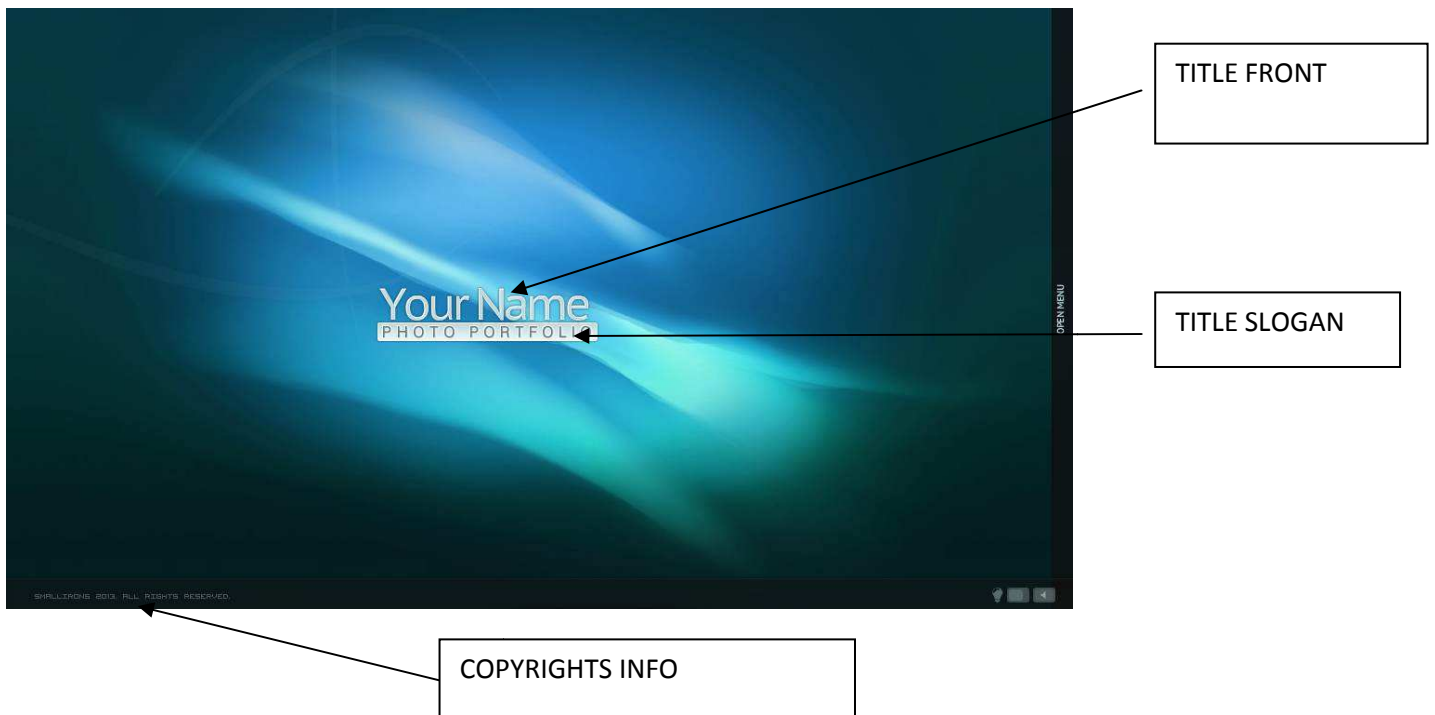 TITLE FRONT
Your Name
PHOTO PORTFOLIO
OPEN MENU
TITLE SLOGAN
SMALLIRONS 2013. ALL RIGHTS RESERVED.
COPYRIGHTS INFO